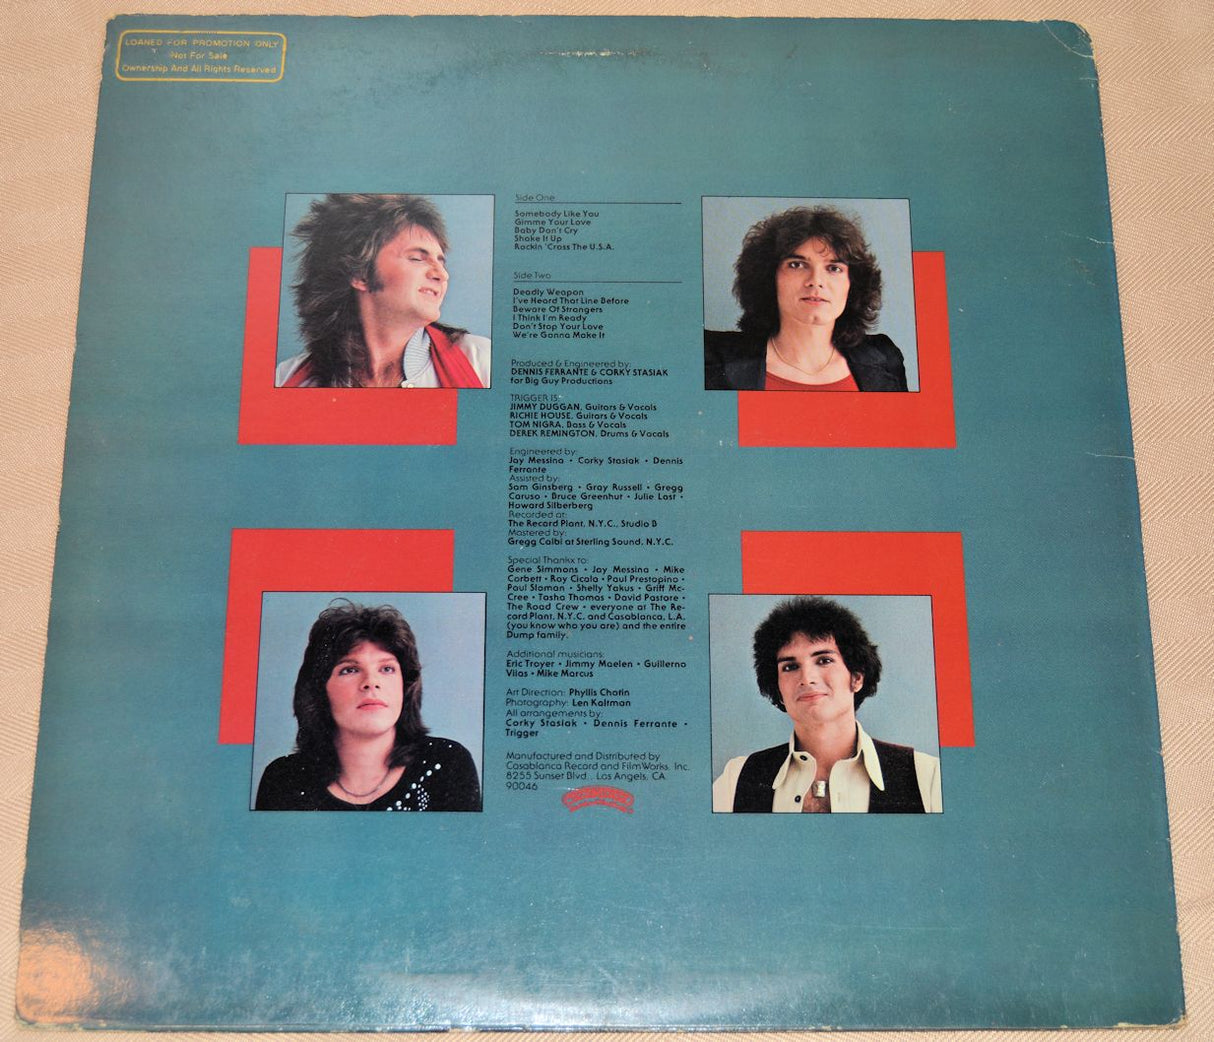 LOANED FOR PROMOTION ONLY
Not For Sale
Ownership And All Rights Reserved
Side One
Somebody Like You
Gimme Your Love
Baby Don't Cry
Shake It Up
Rockin 'Cross The U.S.A.
Side Two
Deadly Weapon
I've Heard That Line Before
Beware Of Strangers
I Think I'm Ready
Don't Stop Your Love
We're Gonna Make It
Produced & Engineered by:
DENNIS FERRANTE & CORKY STASIAK
for Big Guy Productions
TRIGGER IS:
JIMMY DUGGAN, Guitars & Vocals
RICHIE HOUSE, Guitars & Vocals
TOM NIGRA, Bass & Vocals
DEREK REMINGTON, Drums & Vocals
Engineered by:
Jay Messina • Corky Stasiak • Dennis
Ferrante
Assisted by:
Sam Ginsberg • Gray Russell • Gregg
Caruso • Bruce Greenhut • Julie Last •
Howard Silberberg
Recorded at:
The Record Plant, N.Y.C., Studio B
Mastered by:
Gregg Calbi at Sterling Sound, N.Y.C.
Special Thankx to:
Gene Simmons • Jay Messina • Mike
Corbett • Roy Cicala • Paul Prestopino •
Paul Sloman • Shelly Yakus • Griff Mc-
Cree • Tasha Thomas • David Pastore •
The Road Crew • everyone at The Re-
cord Plant, N.Y.C. and Casablanca, L.A.
(you know who you are) and the entire
Dump family.
Additional musicians:
Eric Troyer • Jimmy Maelen • Guillerno
Vilas • Mike Marcus
Art Direction: Phyllis Chotin
Photography: Len Kaltman
All arrangements by:
Corky Stasiak • Dennis Ferrante •
Trigger
Manufactured and Distributed by
Casablanca Record and FilmWorks, Inc.
8255 Sunset Blvd., Los Angels, CA.
90046